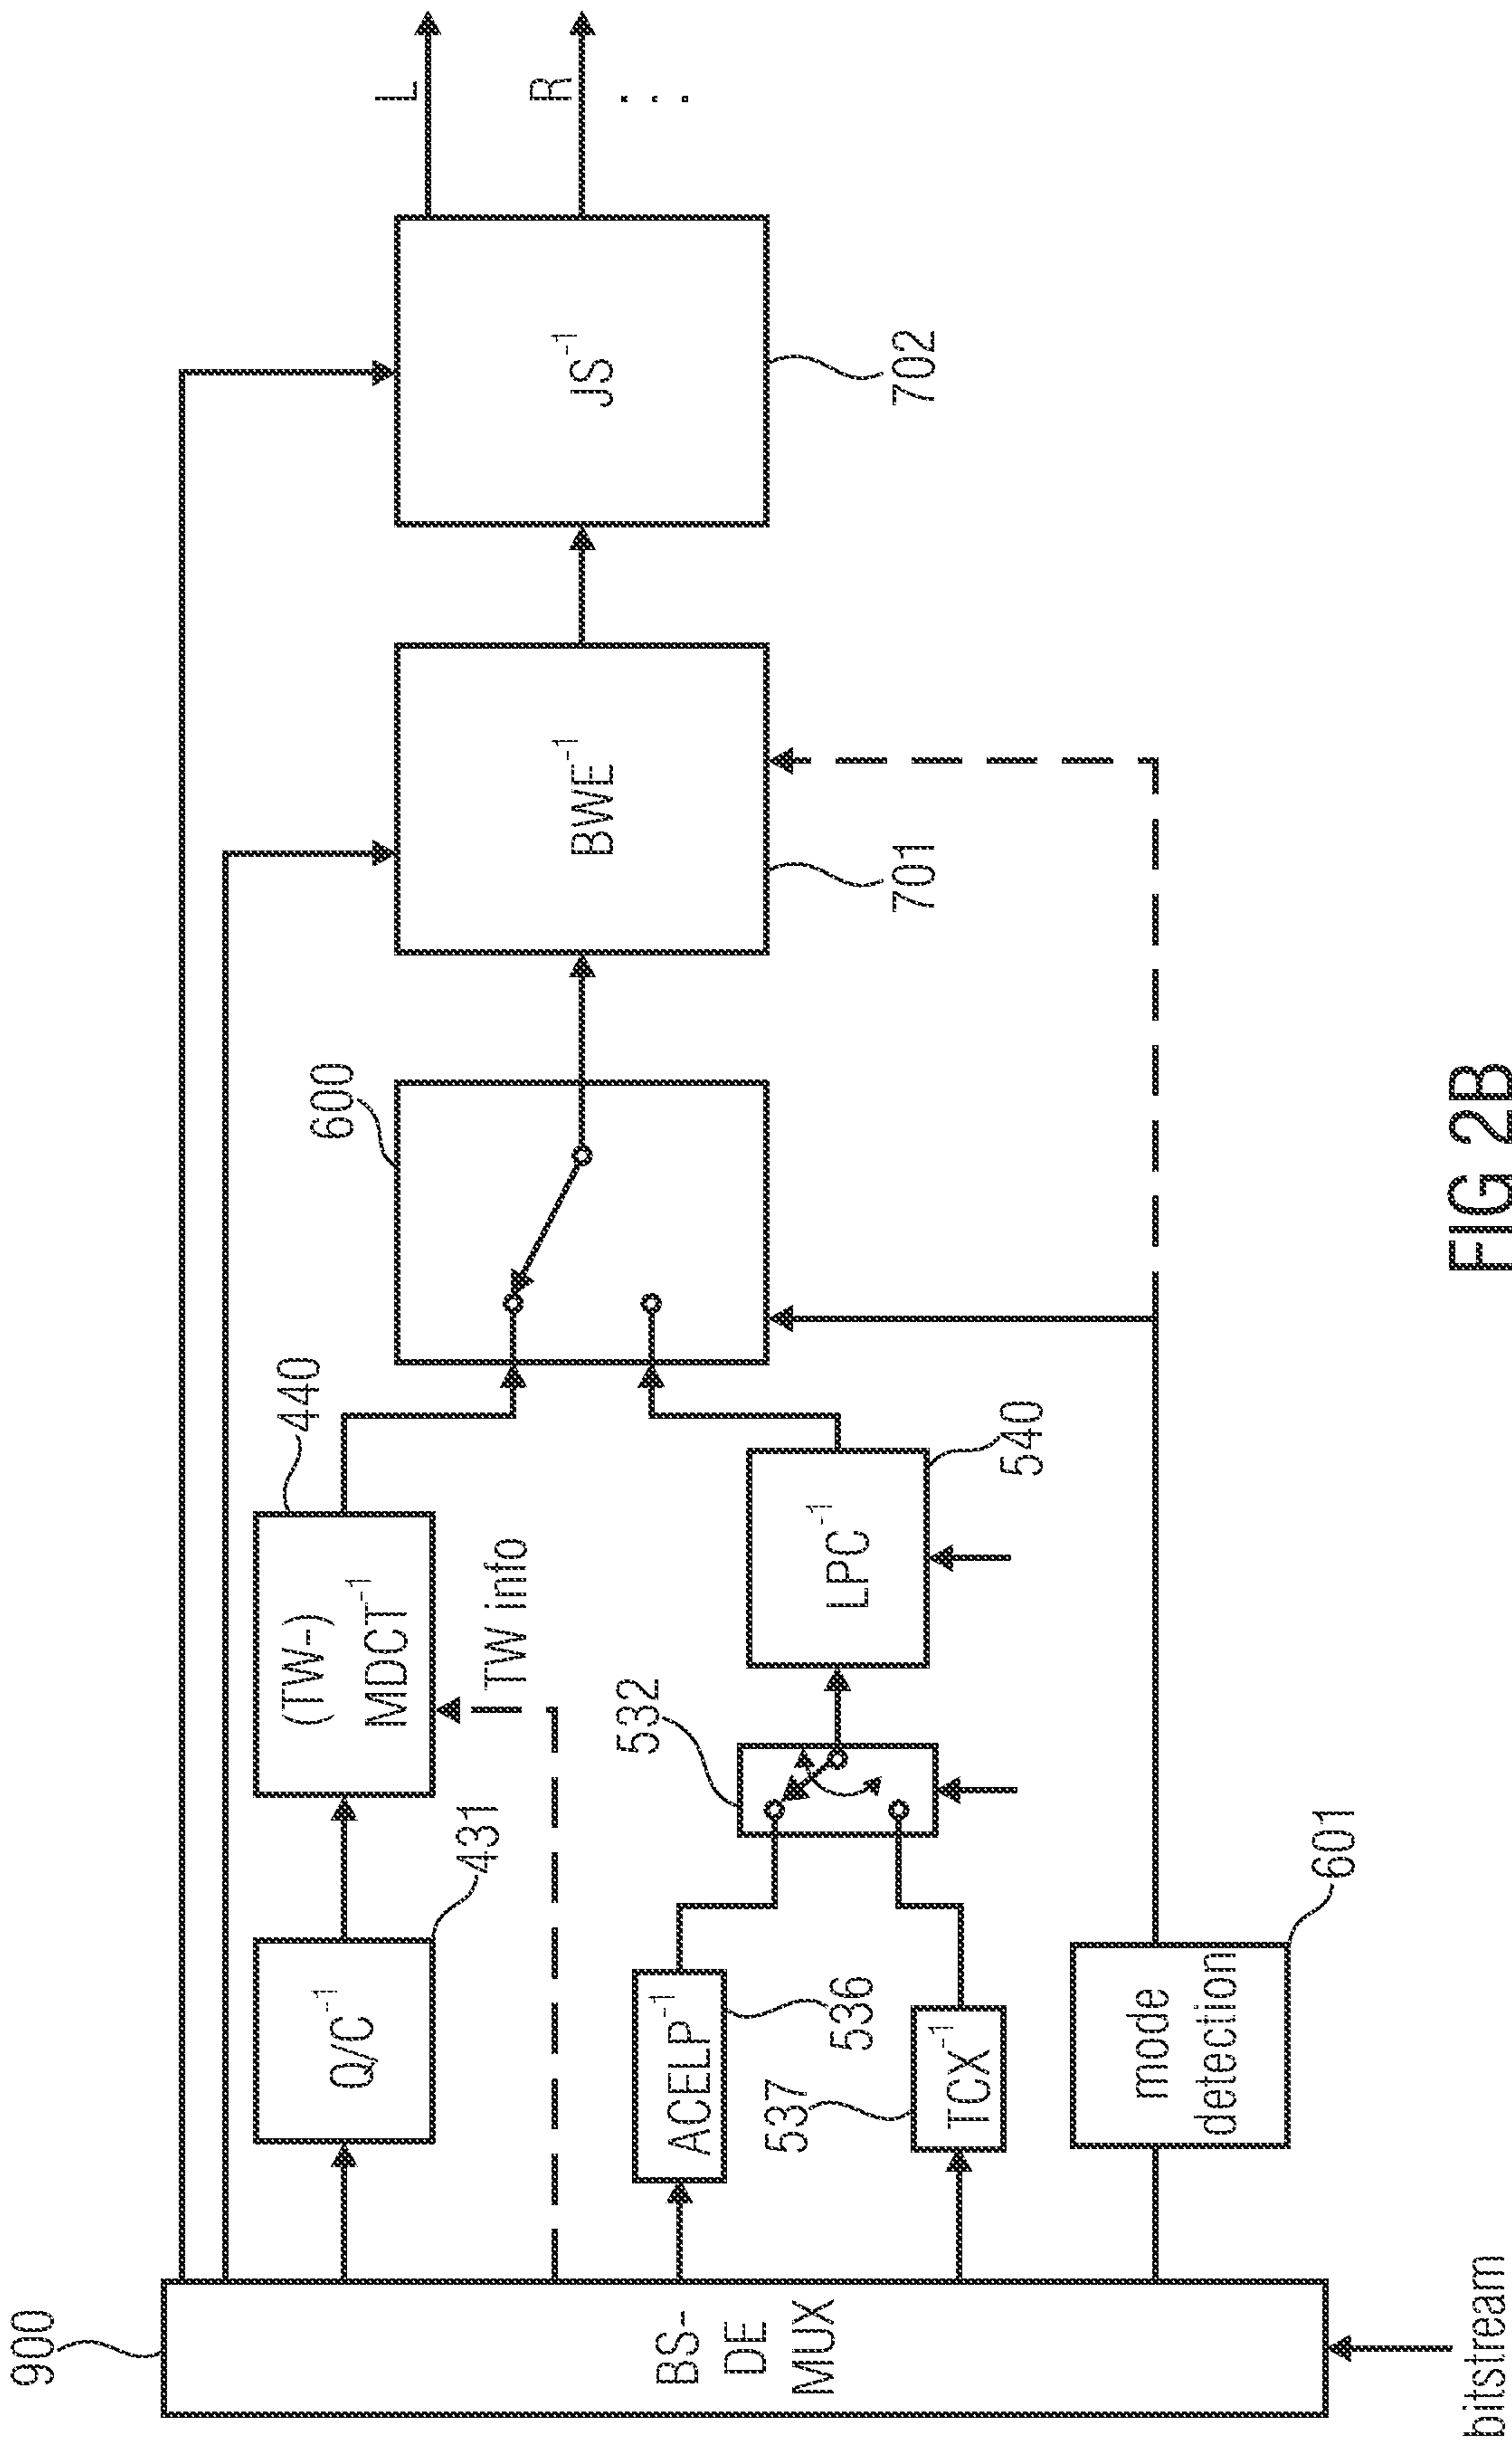 900
BS-
DE
MUX
bitstream
Q/C⁻¹
431
(TW-)
MDCT⁻¹
440
TW info
ACELP⁻¹
536
537
TCX⁻¹
532
LPC⁻¹
540
mode
detection
601
600
BWE⁻¹
701
JS⁻¹
702
L
R
...
FIG 2B